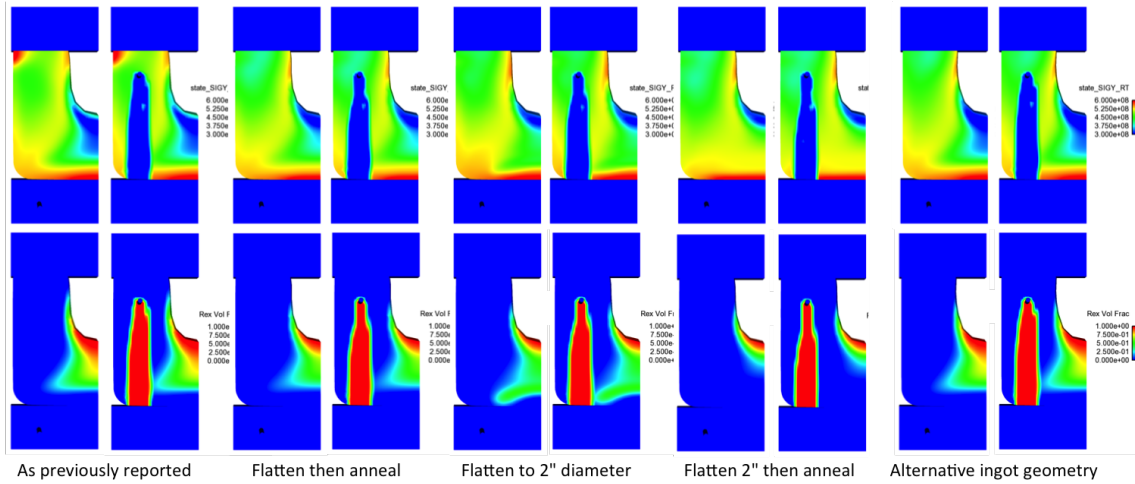 state_SIGY_
6.000e
5.250e
4.500e
3.750e
3.000e
state_SIGY_
6.000e
5.250e
4.500e
3.750e
3.000e
state_SIGY_R
6.000e+0
5.250e+0
4.500e+0
3.750e+0
3.000e+0
stat
state_SIGY_RT
6.000e+08
5.250e+08
4.500e+08
3.750e+08
3.000e+08
Rex Vol F
1.000e
7.500e
5.000e
2.500e
0.000e
Rex Vol F
1.000e
7.500e
5.000e
2.500e
0.000e
Rex Vol Fra
1.000e+
7.500e-
5.000e-
2.500e-
0.000e+
Rex Vol Frac
1.000e+00
7.500e-01
5.000e-01
2.500e-01
0.000e+00
As previously reported
Flatten then anneal
Flatten to 2" diameter
Flatten 2" then anneal
Alternative ingot geometry